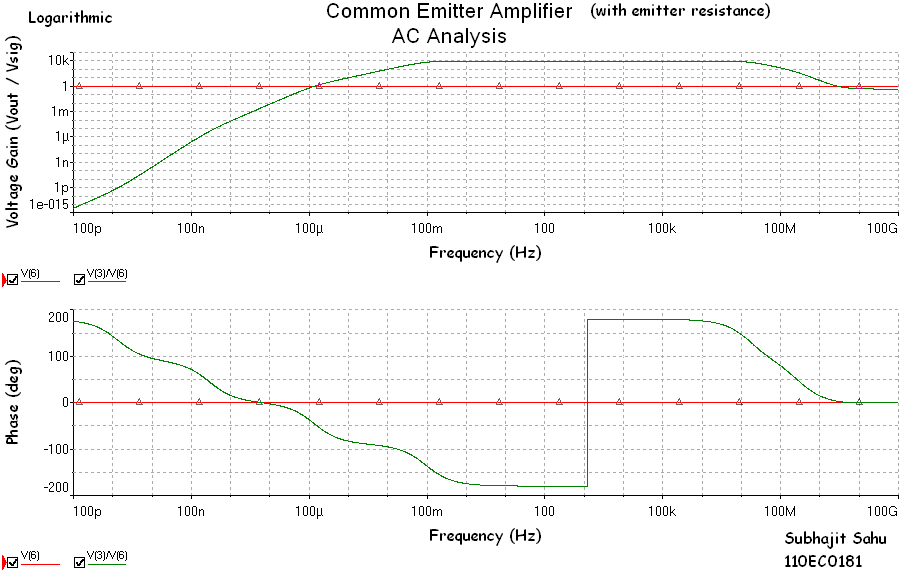 Common Emitter Amplifier (with emitter resistance)
Logarithmic
AC Analysis
Voltage Gain (Vout / Vsig)
10k
1
1m
1µ
1n
1p
1e-015
100p 100n 100µ 100m 100 100k 100M 100G
Frequency (Hz)
V(6) V(3)/V(6)
Phase (deg)
200
100
0
-100
-200
100p 100n 100µ 100m 100 100k 100M 100G
Frequency (Hz)
Subhajit Sahu
110EC0181
V(6) V(3)/V(6)